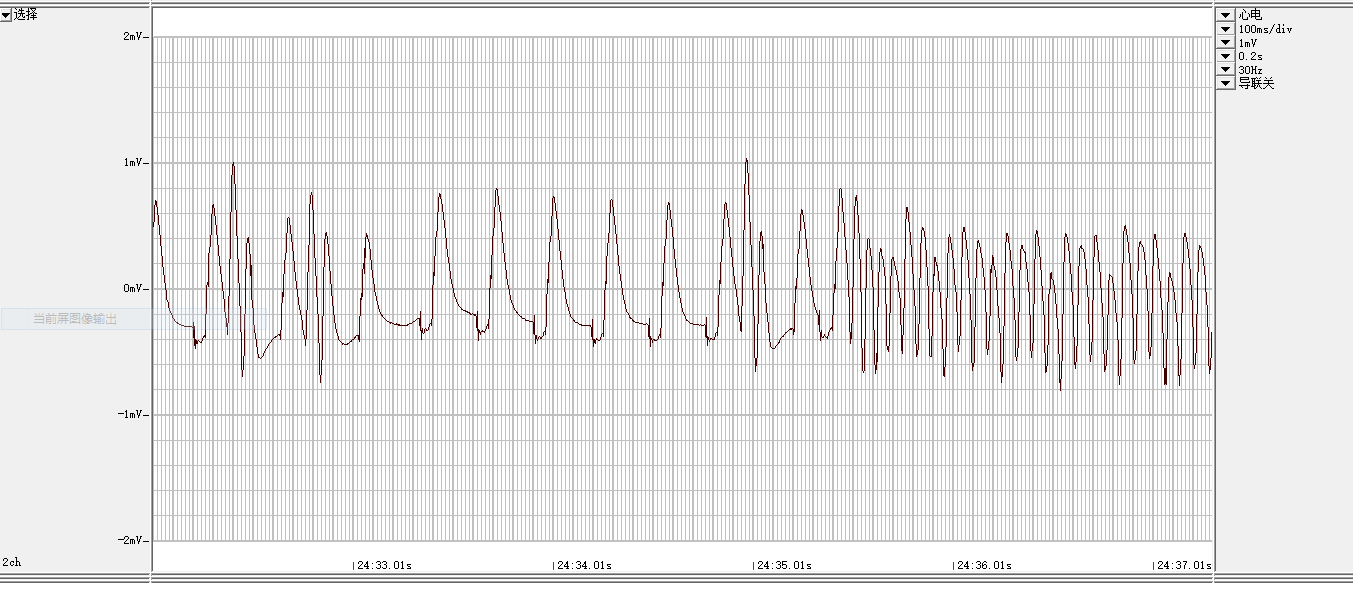 选择
2mV
1mV
0mV
-1mV
-2mV
当前屏图像输出
2ch
24:33.01s
24:34.01s
24:35.01s
24:36.01s
24:37.01s
心电
100ms/div
1mV
0.2s
30Hz
导联关